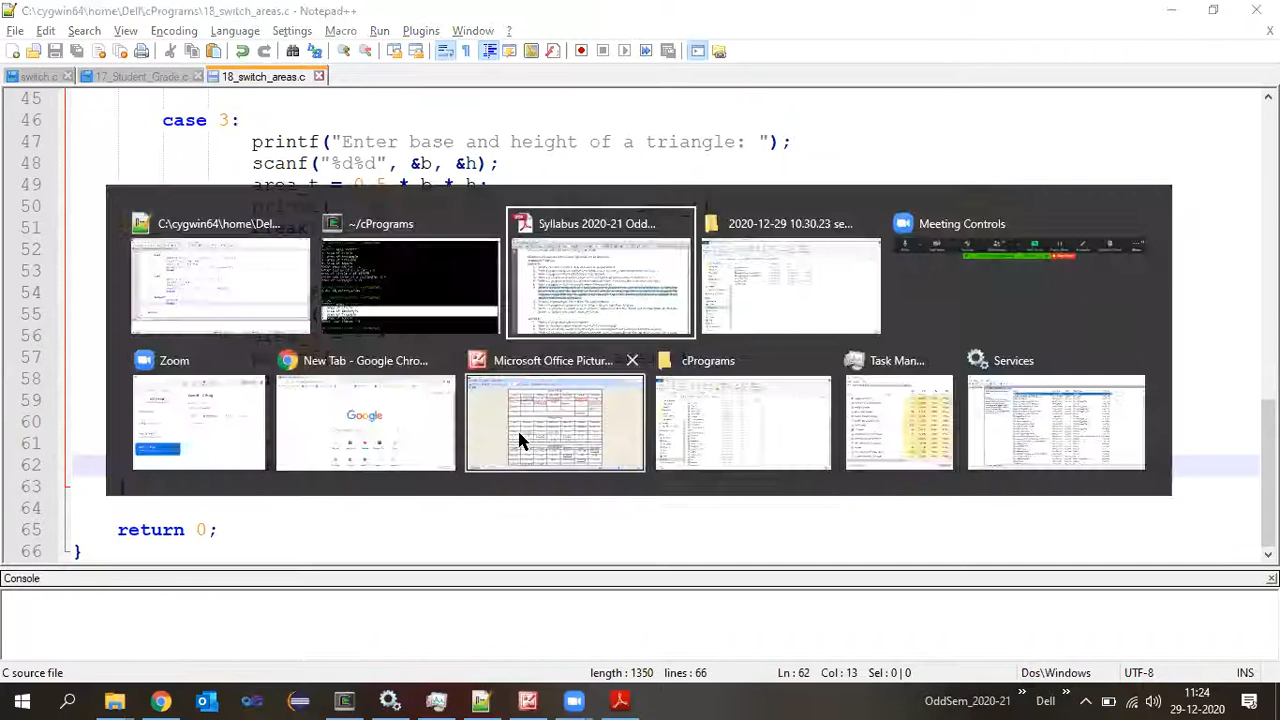 C:\cygwin64\home\Dell\cPrograms\18_switch_areas.c - Notepad++
File Edit Search View Encoding Language Settings Macro Run Plugins Window ?
switch.c 17_Student_Grade.c 18_switch_areas.c
45
46 case 3:
47 printf("Enter base and height of a triangle: ");
48 scanf("%d%d", &b, &h);
49 area_t = 0.5 * b * h;
50
51
52
53
54
55
56
57
58
59
60
61
62
63
64
65 return 0;
66 }
C:\cygwin64\home\Del... ~/cPrograms Syllabus 2020-21 Odd... 2020-12-29 10.30.23 se... Meeting Controls
Zoom New Tab - Google Chro... Microsoft Office Pictur... cPrograms Task Man... Services
Google
Console
C source file length : 1350 lines : 66 Ln : 62 Col : 13 Sel : 0 | 0 Dos\Windows UTF-8 INS
OddSem_2020-21 Dell 11:24
29-12-2020